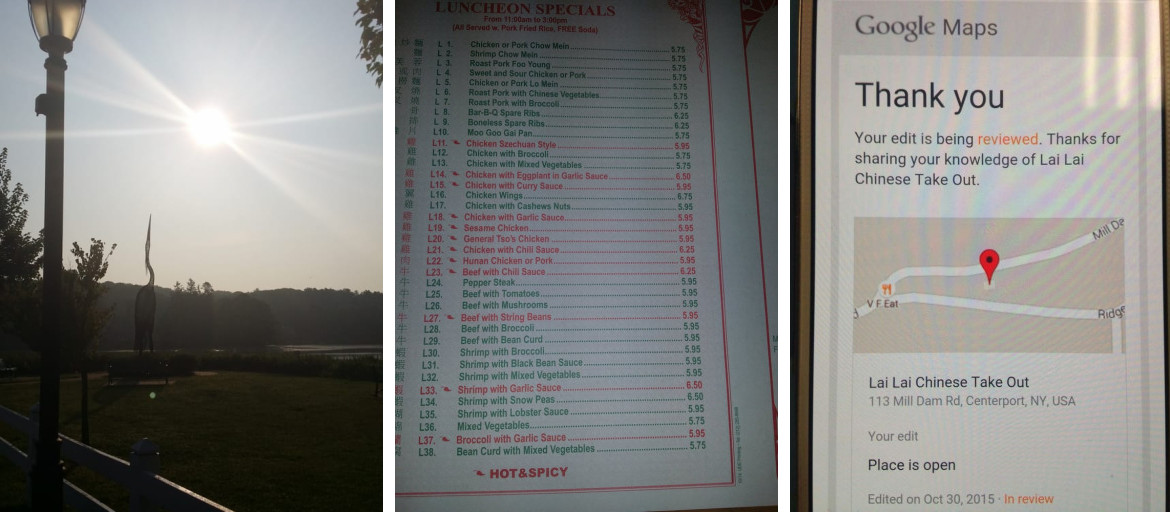 LUNCHEON SPECIALS
From 11:00am to 3:00pm
(All Served w. Pork Fried Rice, FREE Soda)
L 1. Chicken or Pork Chow Mein 5.75
L 2. Shrimp Chow Mein 5.75
L 3. Roast Pork Foo Young 5.75
L 4. Sweet and Sour Chicken or Pork 5.75
L 5. Chicken or Pork Lo Mein 5.75
L 6. Roast Pork with Chinese Vegetables 5.75
L 7. Roast Pork with Broccoli 5.75
L 8. Bar-B-Q Spare Ribs 6.25
L 9. Boneless Spare Ribs 6.25
L10. Moo Goo Gai Pan 5.75
L11. Chicken Szechuan Style 5.95
L12. Chicken with Broccoli 5.75
L13. Chicken with Mixed Vegetables 5.75
L14. Chicken with Eggplant in Garlic Sauce 6.50
L15. Chicken with Curry Sauce 5.95
L16. Chicken Wings 6.75
L17. Chicken with Cashews Nuts 5.95
L18. Chicken with Garlic Sauce 5.95
L19. Sesame Chicken 5.95
L20. General Tso's Chicken 5.95
L21. Chicken with Chili Sauce 6.25
L22. Hunan Chicken or Pork 5.95
L23. Beef with Chili Sauce 6.25
L24. Pepper Steak 5.95
L25. Beef with Tomatoes 5.95
L26. Beef with Mushrooms 5.95
L27. Beef with String Beans 5.95
L28. Beef with Broccoli 5.95
L29. Beef with Bean Curd 5.95
L30. Shrimp with Broccoli 5.95
L31. Shrimp with Black Bean Sauce 5.95
L32. Shrimp with Mixed Vegetables 5.95
L33. Shrimp with Garlic Sauce 6.50
L34. Shrimp with Snow Peas 6.50
L35. Shrimp with Lobster Sauce 5.95
L36. Mixed Vegetables 5.75
L37. Broccoli with Garlic Sauce 5.95
L38. Bean Curd with Mixed Vegetables 5.75
HOT&SPICY
Google Maps
Thank you
Your edit is being reviewed. Thanks for
sharing your knowledge of Lai Lai
Chinese Take Out.
Mill De
V F.Eat
Ridge
Lai Lai Chinese Take Out
113 Mill Dam Rd, Centerport, NY, USA
Your edit
Place is open
Edited on Oct 30, 2015 · In review